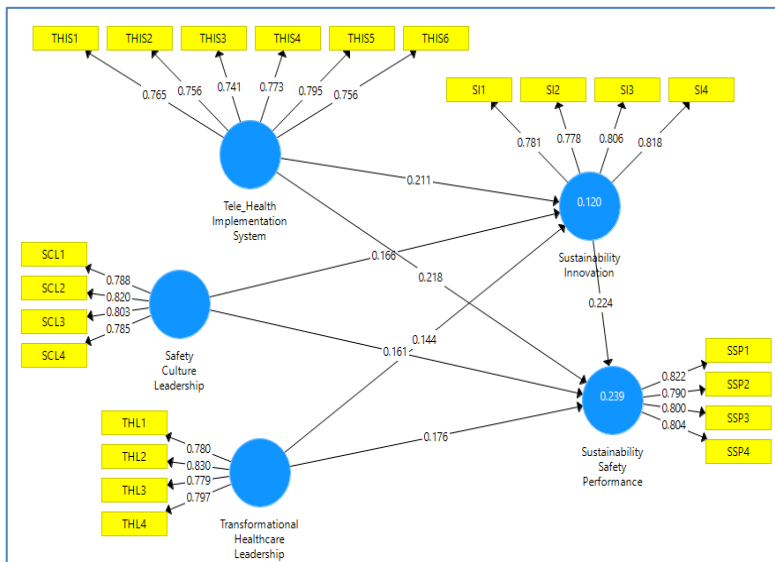 THIS1 THIS2 THIS3 THIS4 THIS5 THIS6
0.765 0.756 0.741 0.773 0.795 0.756
Tele_Health
Implementation
System
SI1 SI2 SI3 SI4
0.781 0.778 0.806 0.818
0.120
Sustainability
Innovation
0.211
0.166
0.218
0.224
0.144
0.161
0.176
SCL1
SCL2
SCL3
SCL4
0.788
0.820
0.803
0.785
Safety
Culture
Leadership
SSP1
SSP2
SSP3
SSP4
0.822
0.790
0.800
0.804
0.239
Sustainability
Safety
Performance
THL1
THL2
THL3
THL4
0.780
0.830
0.779
0.797
Transformational
Healthcare
Leadership